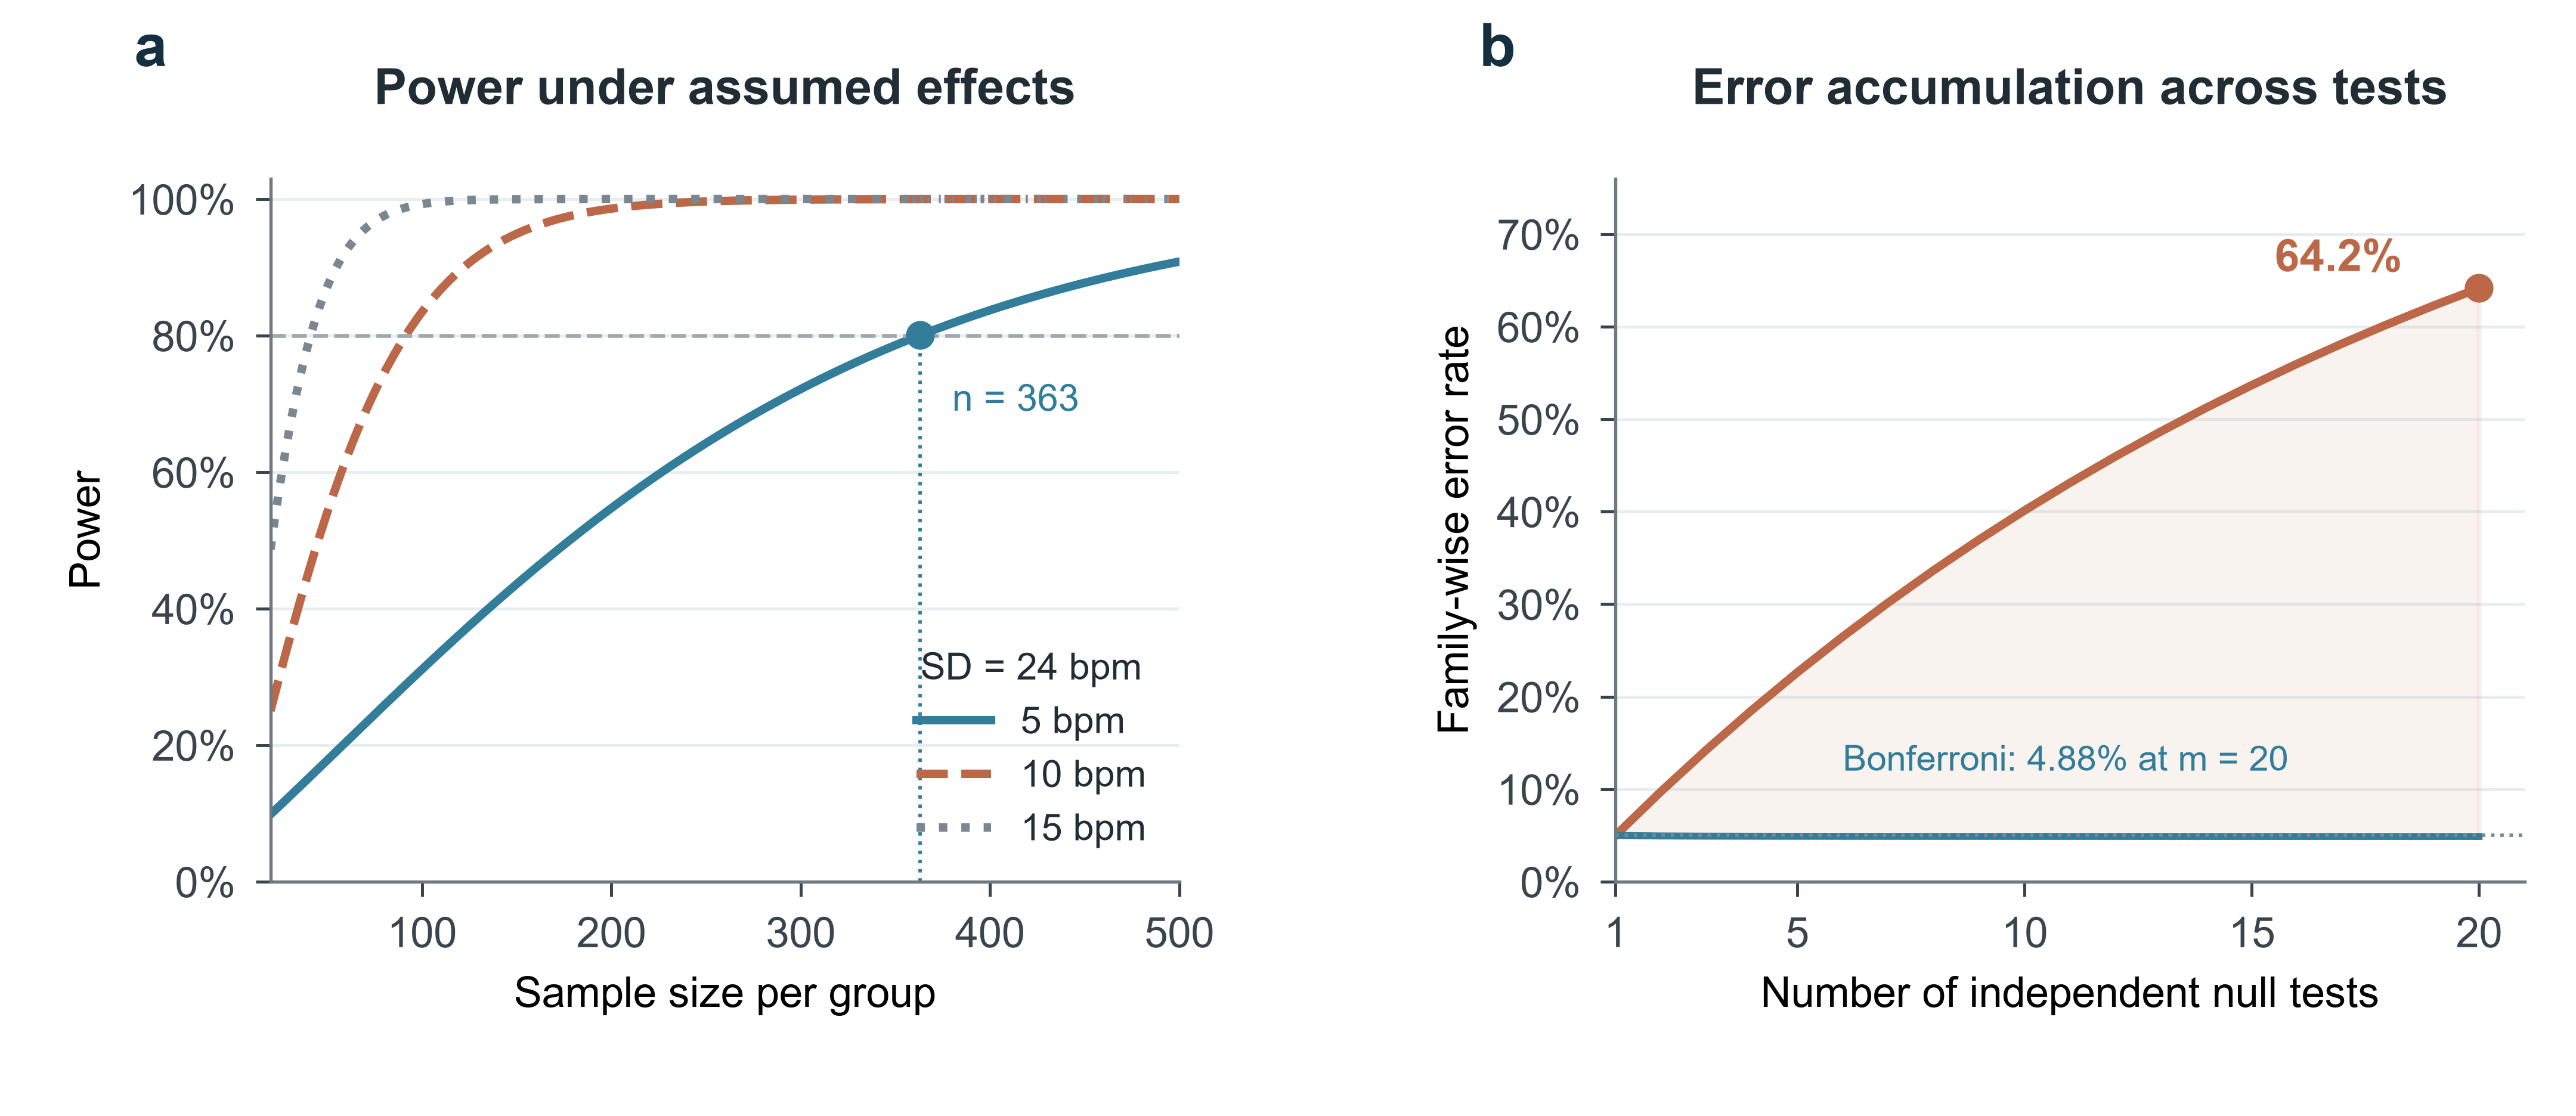 a
Power under assumed effects
100%
80%
60%
40%
20%
0%
Power
n = 363
SD = 24 bpm
5 bpm
10 bpm
15 bpm
100 200 300 400 500
Sample size per group
b
Error accumulation across tests
70%
60%
50%
40%
30%
20%
10%
0%
Family-wise error rate
64.2%
Bonferroni: 4.88% at m = 20
1 5 10 15 20
Number of independent null tests